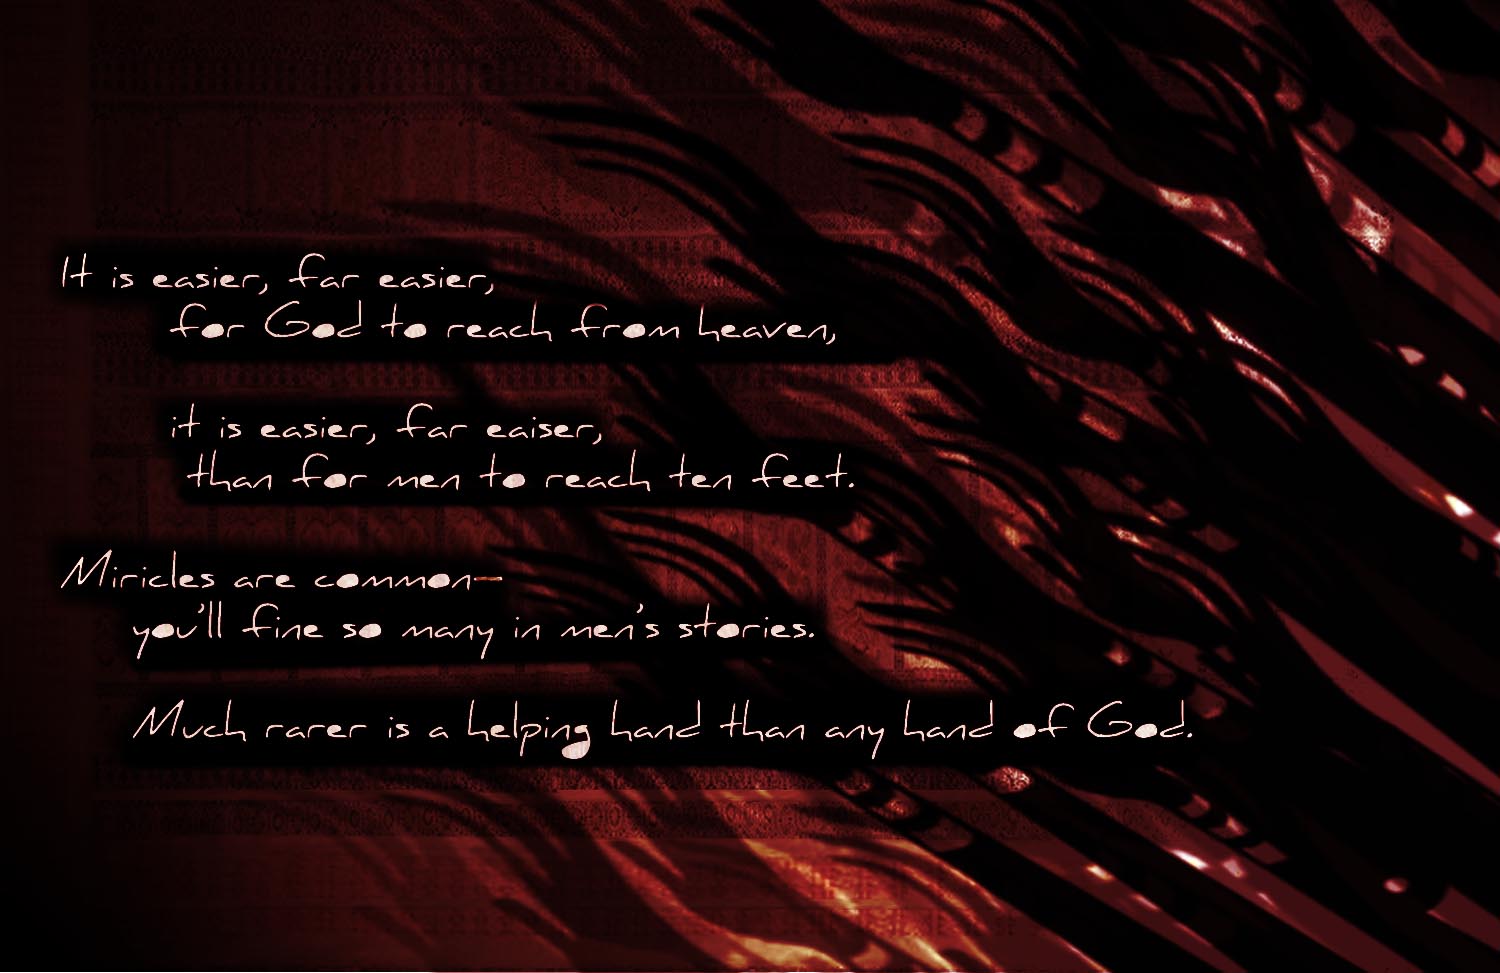 It is easier, far easier,
for God to reach from heaven,
it is easier, far eaiser,
than for men to reach ten feet.
Miricles are common—
you'll fine so many in men's stories.
Much rarer is a helping hand than any hand of God.